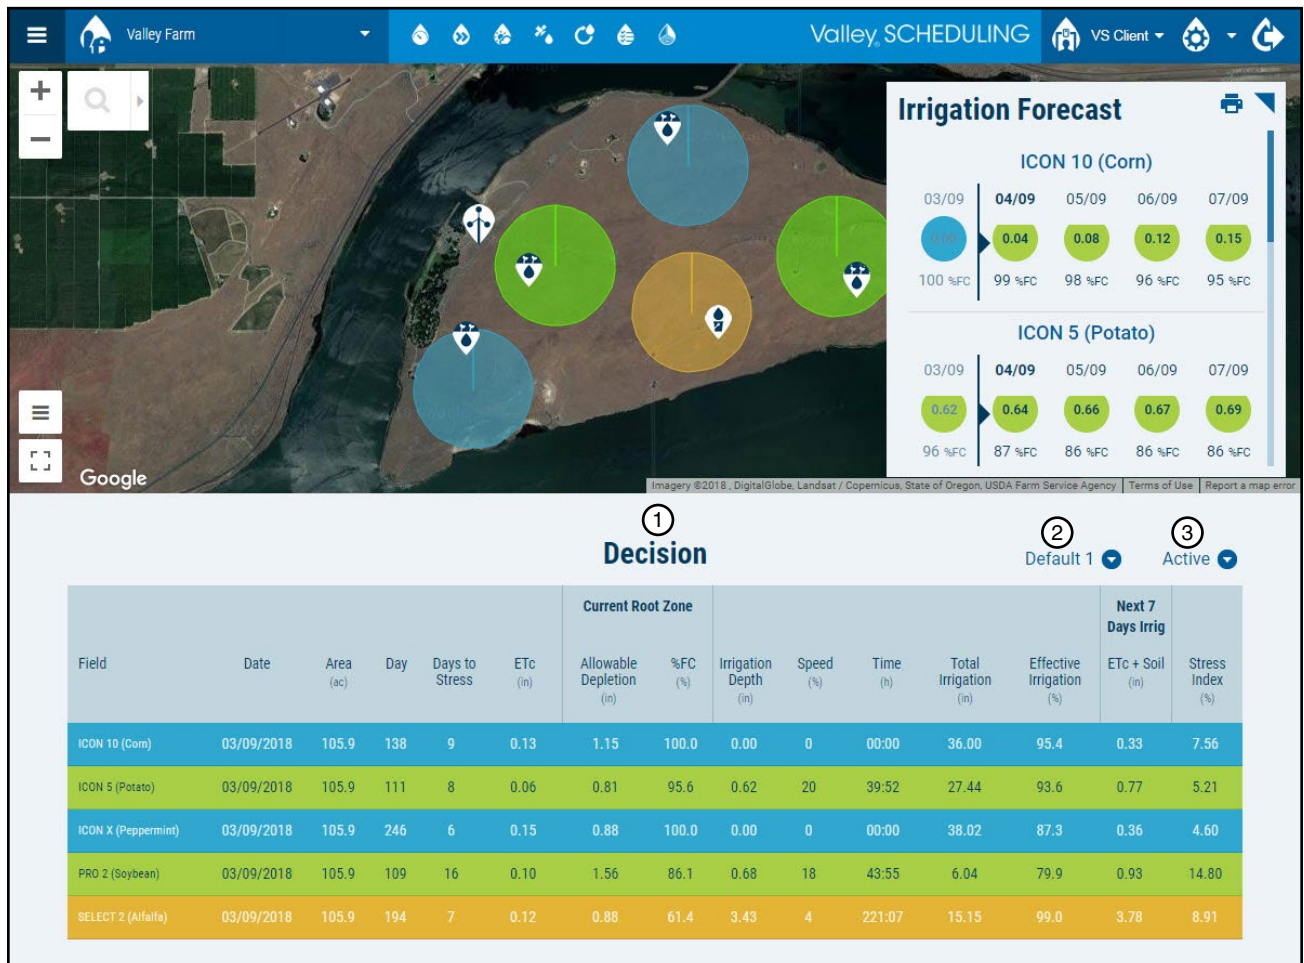 Valley Farm
Valley SCHEDULING
VS Client
Irrigation Forecast
ICON 10 (Corn)
03/09 04/09 05/09 06/09 07/09
0.00 0.04 0.08 0.12 0.15
100 %FC 99 %FC 98 %FC 96 %FC 95 %FC
ICON 5 (Potato)
03/09 04/09 05/09 06/09 07/09
0.62 0.64 0.66 0.67 0.69
96 %FC 87 %FC 86 %FC 86 %FC 86 %FC
Google
Imagery ©2018 , DigitalGlobe, Landsat / Copernicus, State of Oregon, USDA Farm Service Agency Terms of Use Report a map error
1 2 3
Decision Default 1 Active
Current Root Zone Next 7 Days Irrig
Field Date Area (ac) Day Days to Stress ETc (in) Allowable Depletion (in) %FC (%) Irrigation Depth (in) Speed (%) Time (h) Total Irrigation (in) Effective Irrigation (%) ETc + Soil (in) Stress Index (%)
ICON 10 (Corn) 03/09/2018 105.9 138 9 0.13 1.15 100.0 0.00 0 00:00 36.00 95.4 0.33 7.56
ICON 5 (Potato) 03/09/2018 105.9 111 8 0.06 0.81 95.6 0.62 20 39:52 27.44 93.6 0.77 5.21
ICON X (Peppermint) 03/09/2018 105.9 246 6 0.15 0.88 100.0 0.00 0 00:00 38.02 87.3 0.36 4.60
PRO 2 (Soybean) 03/09/2018 105.9 109 16 0.10 1.56 86.1 0.68 18 43:55 6.04 79.9 0.93 14.80
SELECT 2 (Alfalfa) 03/09/2018 105.9 194 7 0.12 0.88 61.4 3.43 4 221:07 15.15 99.0 3.78 8.91